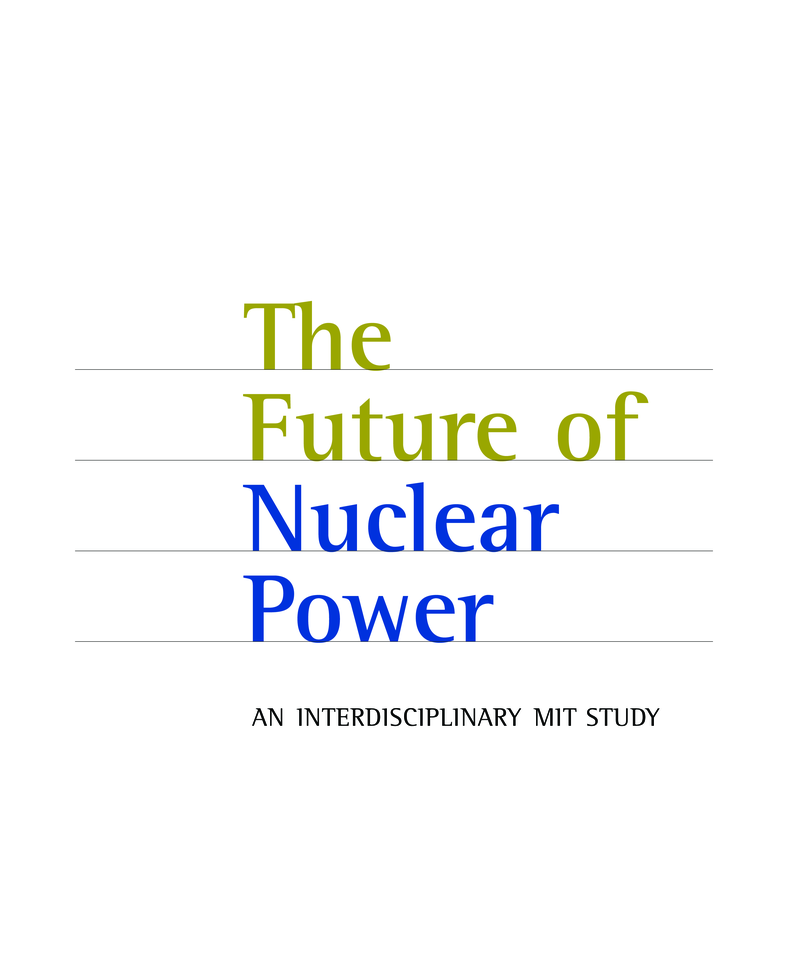 The
Future of
Nuclear
Power
AN INTERDISCIPLINARY MIT STUDY